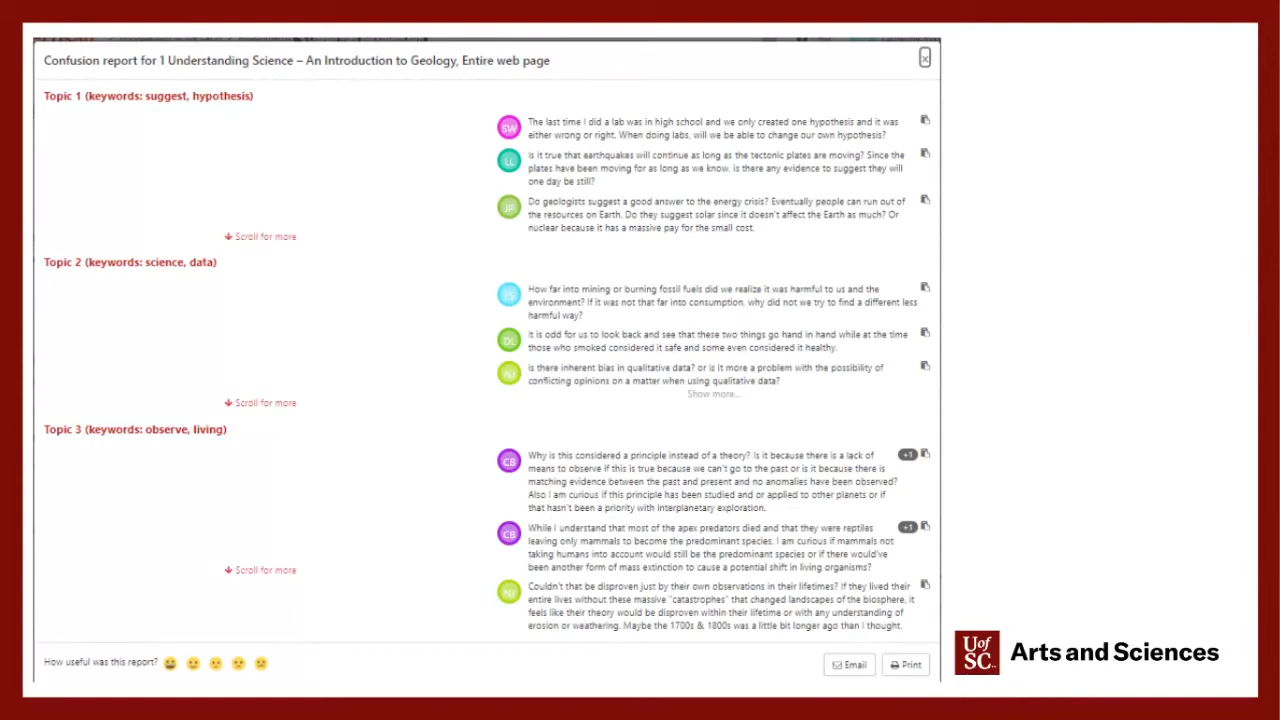 Confusion report for 1 Understanding Science – An Introduction to Geology, Entire web page
Topic 1 (keywords: suggest, hypothesis)
SW
The last time I did a lab was in high school and we only created one hypothesis and it was
either wrong or right. When doing labs, will we be able to change our own hypothesis?
LL
Is it true that earthquakes will continue as long as the tectonic plates are moving? Since the
plates have been moving for as long as we know, is there any evidence to suggest they will
one day be still?
JP
Do geologists suggest a good answer to the energy crisis? Eventually people can run out of
the resources on Earth. Do they suggest solar since it doesn't affect the Earth as much? Or
nuclear because it has a massive pay for the small cost.
Scroll for more
Topic 2 (keywords: science, data)
How far into mining or burning fossil fuels did we realize it was harmful to us and the
environment? If it was not that far into consumption, why did not we try to find a different less
harmful way?
DL
It is odd for us to look back and see that these two things go hand in hand while at the time
those who smoked considered it safe and some even considered it healthy.
NJ
Is there inherent bias in qualitative data? or is it more a problem with the possibility of
conflicting opinions on a matter when using qualitative data?
Show more...
Scroll for more
Topic 3 (keywords: observe, living)
CB
Why is this considered a principle instead of a theory? Is it because there is a lack of
means to observe if this is true because we can't go to the past or is it because there is
matching evidence between the past and present and no anomalies have been observed?
Also I am curious if this principle has been studied and or applied to other planets or if
that hasn't been a priority with interplanetary exploration.
+1
CB
While I understand that most of the apex predators died and that they were reptiles
leaving only mammals to become the predominant species. I am curious if mammals not
taking humans into account would still be the predominant species or if there would've
been another form of mass extinction to cause a potential shift in living organisms?
+1
Scroll for more
NJ
Couldn't that be disproven just by their own observations in their lifetimes? If they lived their
entire lives without these massive "catastrophes" that changed landscapes of the biosphere, it
feels like their theory would be disproven within their lifetime or with any understanding of
erosion or weathering. Maybe the 1700s & 1800s was a little bit longer ago than I thought.
How useful was this report?
Email
Print
UofSC
Arts and Sciences